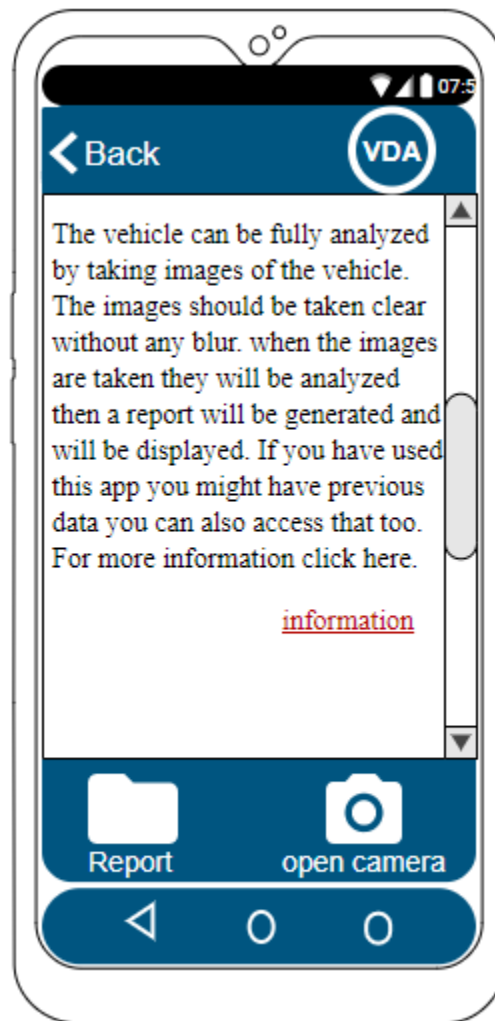 07:5
Back
VDA
The vehicle can be fully analyzed
by taking images of the vehicle.
The images should be taken clear
without any blur. when the images
are taken they will be analyzed
then a report will be generated and
will be displayed. If you have used
this app you might have previous
data you can also access that too.
For more information click here.
information
Report
open camera